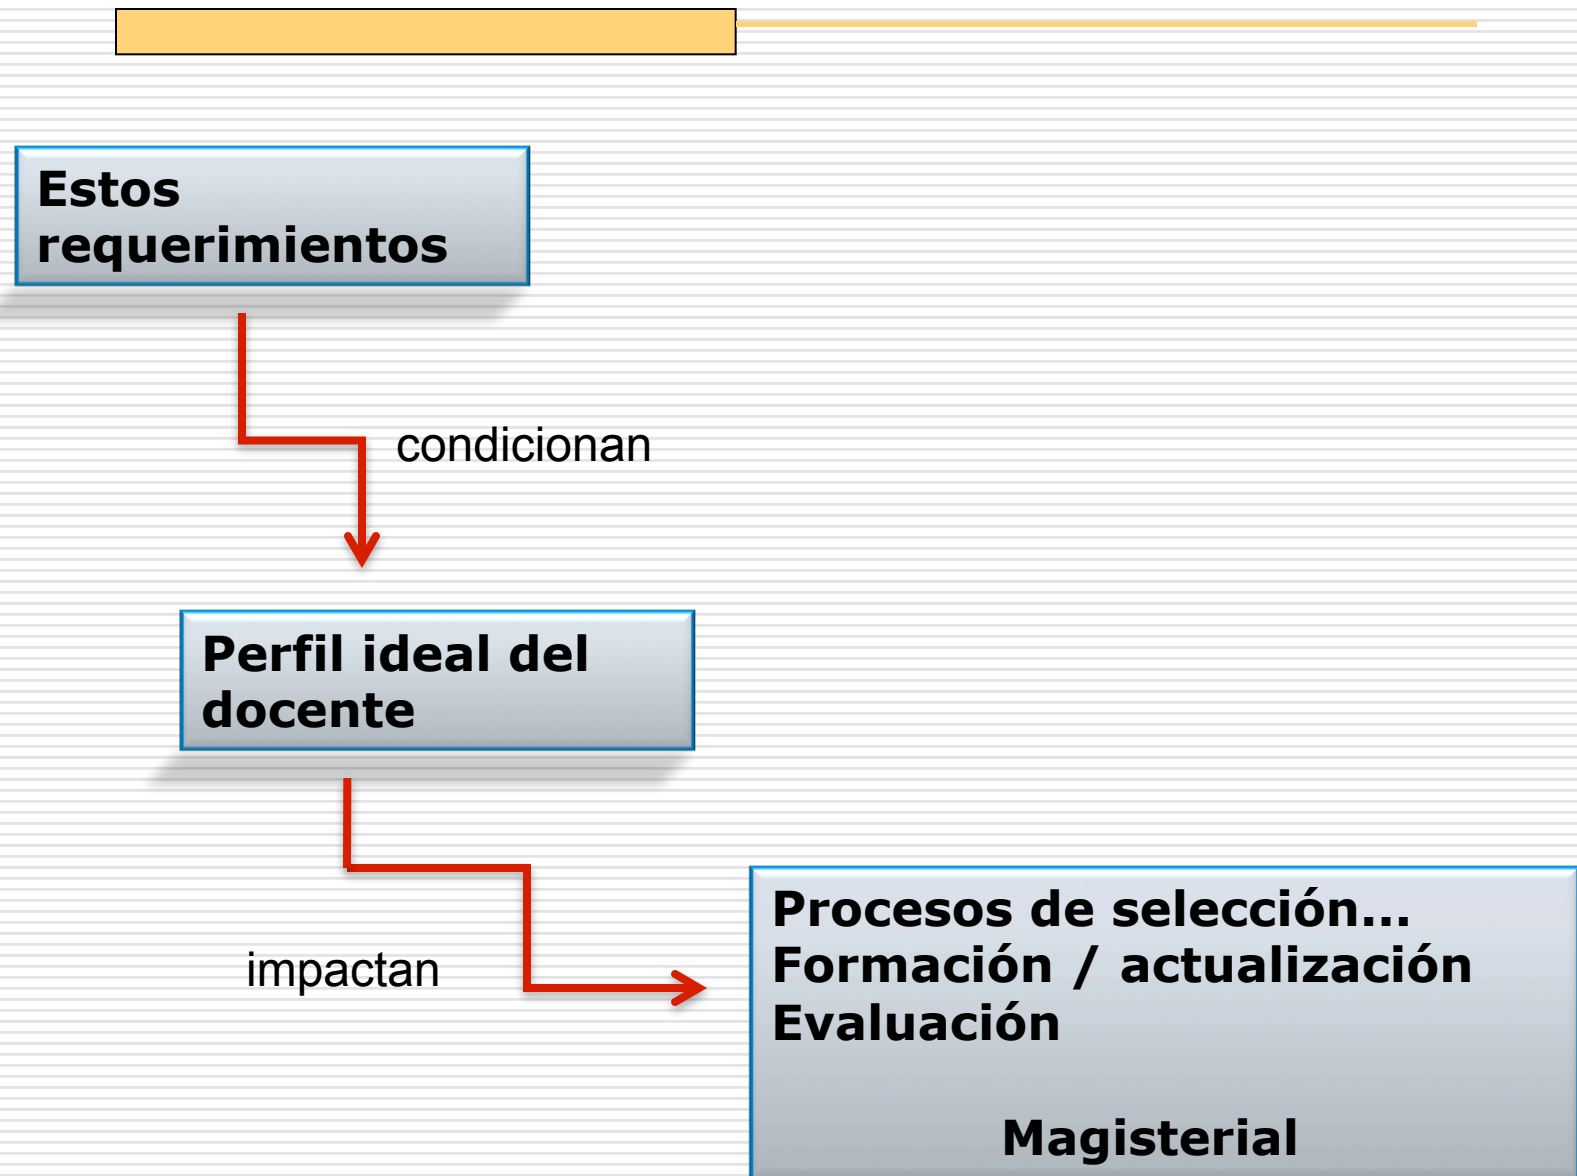 Estos
requerimientos
condicionan
Perfil ideal del
docente
impactan
Procesos de selección...
Formación / actualización
Evaluación
Magisterial